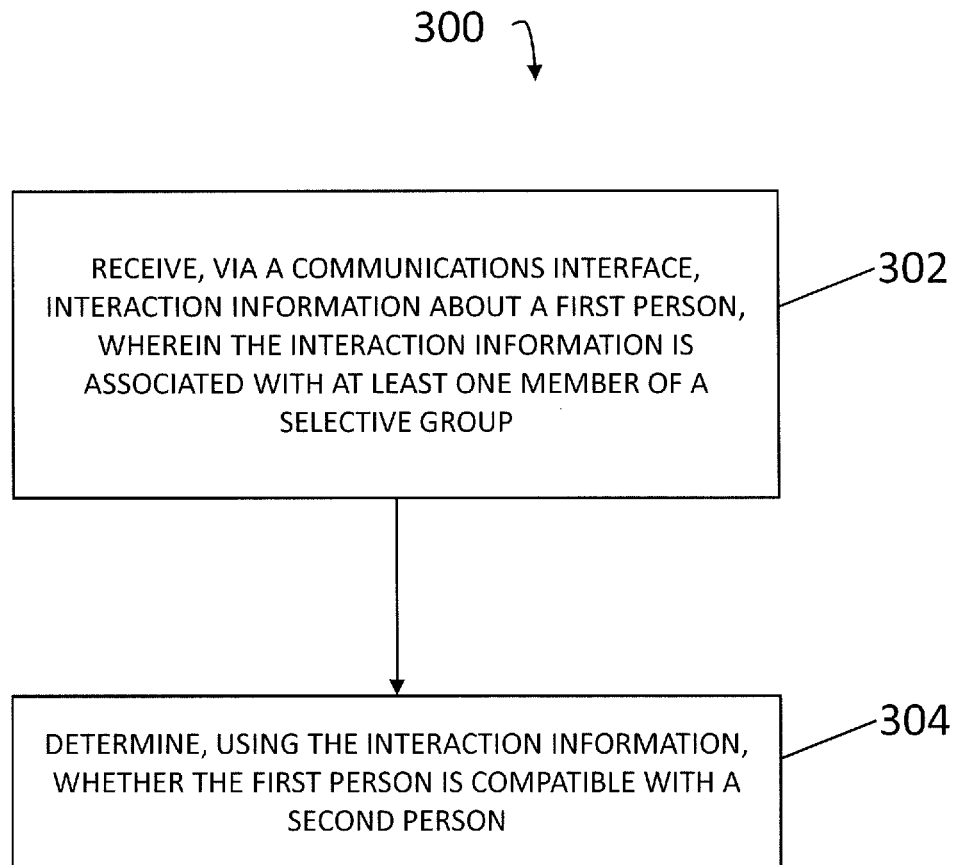 300
RECEIVE, VIA A COMMUNICATIONS INTERFACE,
INTERACTION INFORMATION ABOUT A FIRST PERSON,
WHEREIN THE INTERACTION INFORMATION IS
ASSOCIATED WITH AT LEAST ONE MEMBER OF A
SELECTIVE GROUP
302
DETERMINE, USING THE INTERACTION INFORMATION,
WHETHER THE FIRST PERSON IS COMPATIBLE WITH A
SECOND PERSON
304